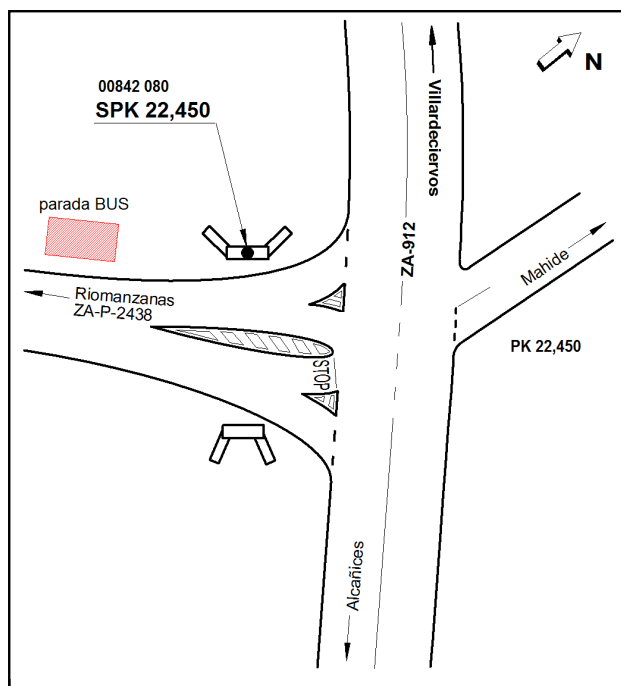 N
00842 080
SPK 22,450
Villardeciervos
parada BUS
ZA-912
Mahide
Riomanzanas
ZA-P-2438
PK 22,450
STOP
Alcañices